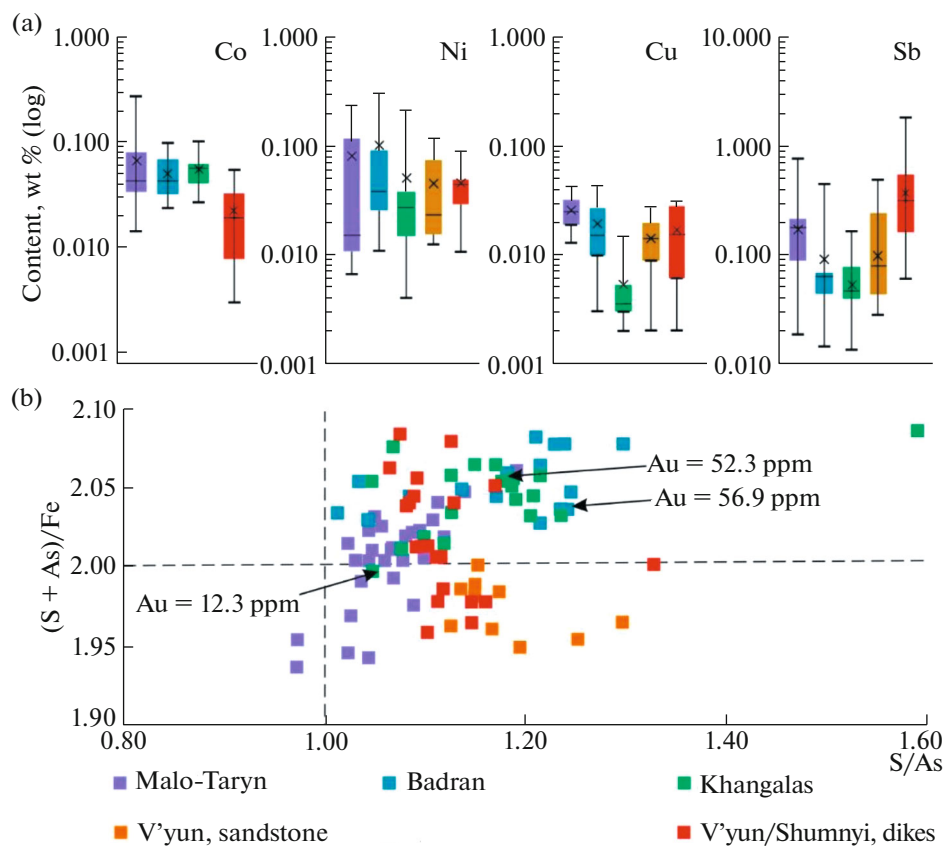 (a)
1.000 Co
1.000 Ni
1.000 Cu
10.000 Sb
0.100
0.100
0.100
1.000
0.010
0.010
0.010
0.100
0.001
0.001
0.001
0.010
Content, wt % (log)
(b)
2.10
2.05
2.00
1.95
1.90
(S + As)/Fe
Au = 52.3 ppm
Au = 56.9 ppm
Au = 12.3 ppm
0.80 1.00 1.20 1.40 1.60
S/As
Malo-Taryn Badran Khangalas
V'yun, sandstone V'yun/Shumnyi, dikes